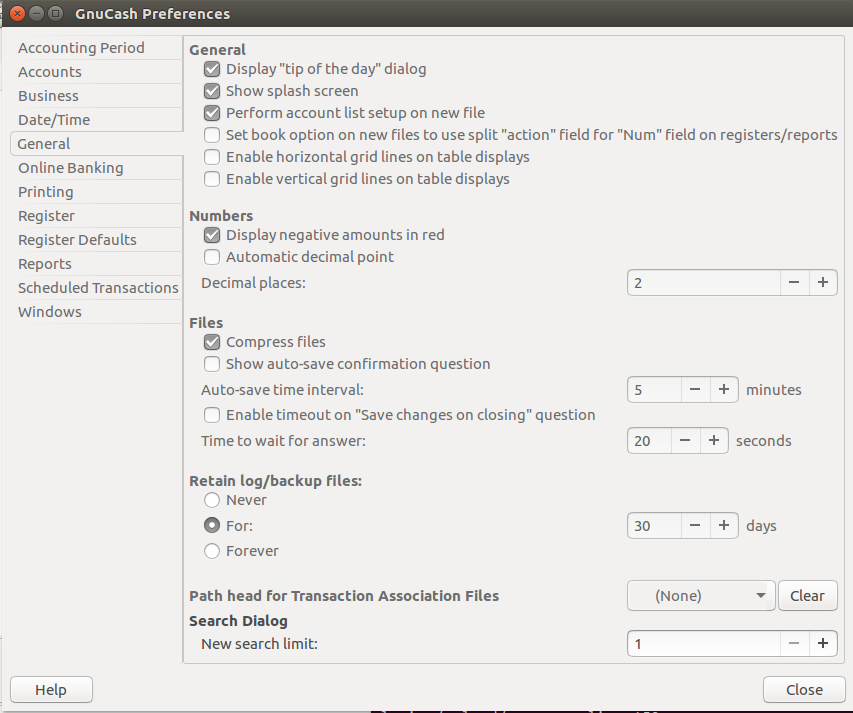 GnuCash Preferences
Accounting Period
Accounts
Business
Date/Time
General
Online Banking
Printing
Register
Register Defaults
Reports
Scheduled Transactions
Windows
General
Display "tip of the day" dialog
Show splash screen
Perform account list setup on new file
Set book option on new files to use split "action" field for "Num" field on registers/reports
Enable horizontal grid lines on table displays
Enable vertical grid lines on table displays
Numbers
Display negative amounts in red
Automatic decimal point
Decimal places: 2
Files
Compress files
Show auto-save confirmation question
Auto-save time interval: 5 minutes
Enable timeout on "Save changes on closing" question
Time to wait for answer: 20 seconds
Retain log/backup files:
Never
For: 30 days
Forever
Path head for Transaction Association Files (None) Clear
Search Dialog
New search limit: 1
Help Close